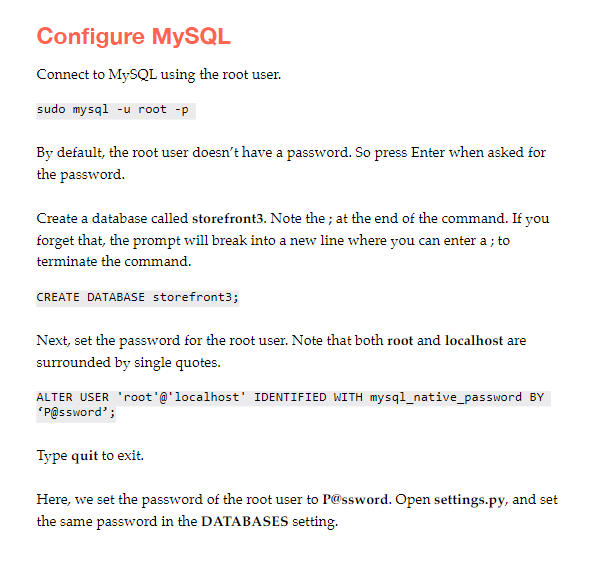 Configure MySQL
Connect to MySQL using the root user.
sudo mysql -u root -p
By default, the root user doesn’t have a password. So press Enter when asked for
the password.
Create a database called storefront3. Note the ; at the end of the command. If you
forget that, the prompt will break into a new line where you can enter a ; to
terminate the command.
CREATE DATABASE storefront3;
Next, set the password for the root user. Note that both root and localhost are
surrounded by single quotes.
ALTER USER 'root'@'localhost' IDENTIFIED WITH mysql_native_password BY
‘P@ssword’;
Type quit to exit.
Here, we set the password of the root user to P@ssword. Open settings.py, and set
the same password in the DATABASES setting.